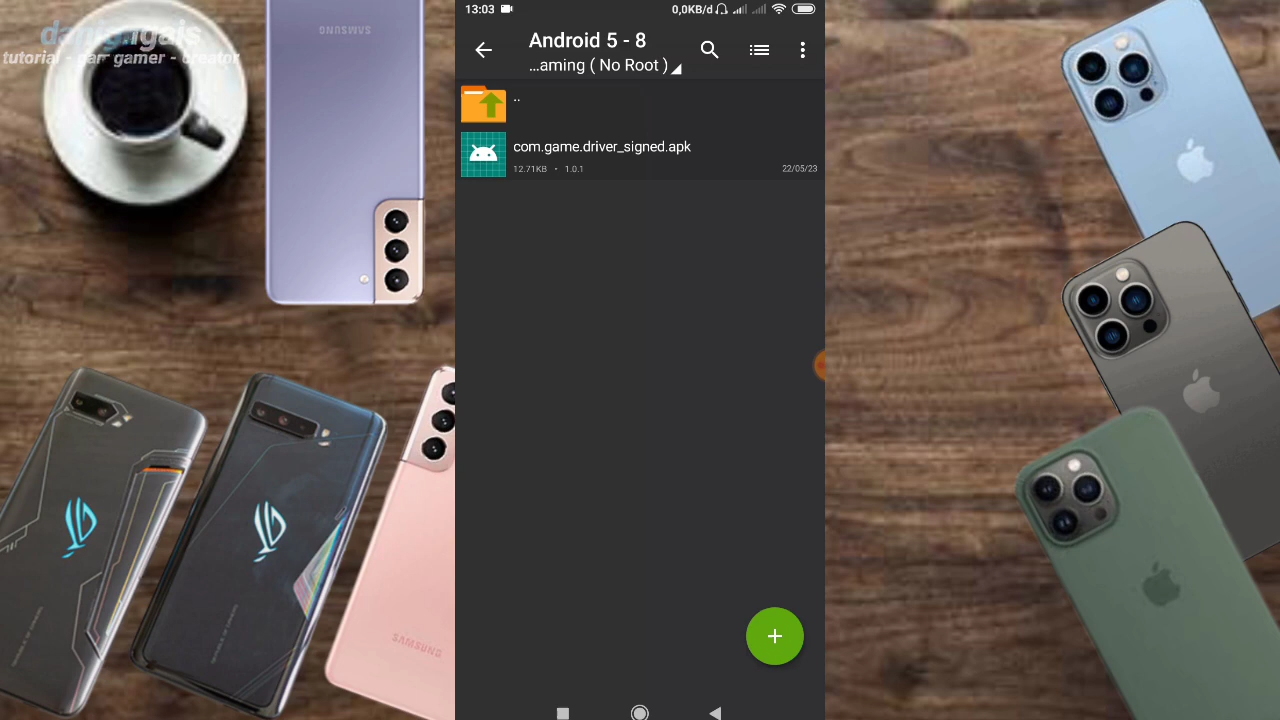 tutorial - gamer - creator
SAMSUNG
13:03
0,0KB/d
Android 5 - 8
...aming ( No Root )
..
com.game.driver_signed.apk
12.71KB • 1.0.1
22/05/23
SAMSUNG